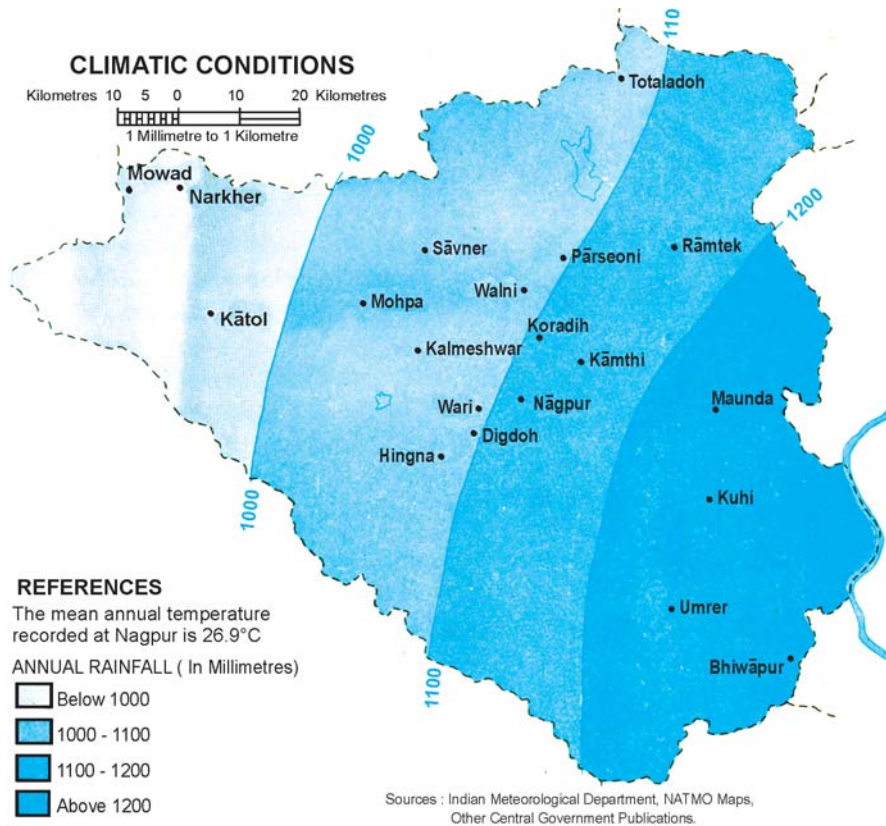 CLIMATIC CONDITIONS
Kilometres 10 5 0 10 20 Kilometres
1 Millimetre to 1 Kilometre
110
Totaladoh
1000
Mōwad
Narkher
1200
Sāvner
Pārseoni
Rāmtek
Walni
Mohpa
Kātol
Koradih
Kalmeshwar
Kāmthi
Nāgpur
Wari
Maunda
Digdoh
Hingna
1000
Kuhi
REFERENCES
The mean annual temperature
recorded at Nagpur is 26.9°C
Umrer
ANNUAL RAINFALL ( In Millimetres)
Bhiwāpur
1100
Below 1000
1000 - 1100
1100 - 1200
Above 1200
Sources : Indian Meteorological Department, NATMO Maps,
Other Central Government Publications.